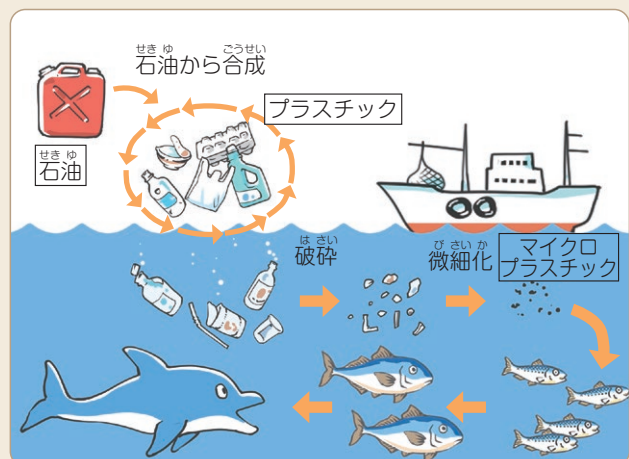 せきゆ ごうせい
石油から合成
プラスチック
せきゆ
石油
はさい
破砕
びさいか
微細化
マイクロ
プラスチック